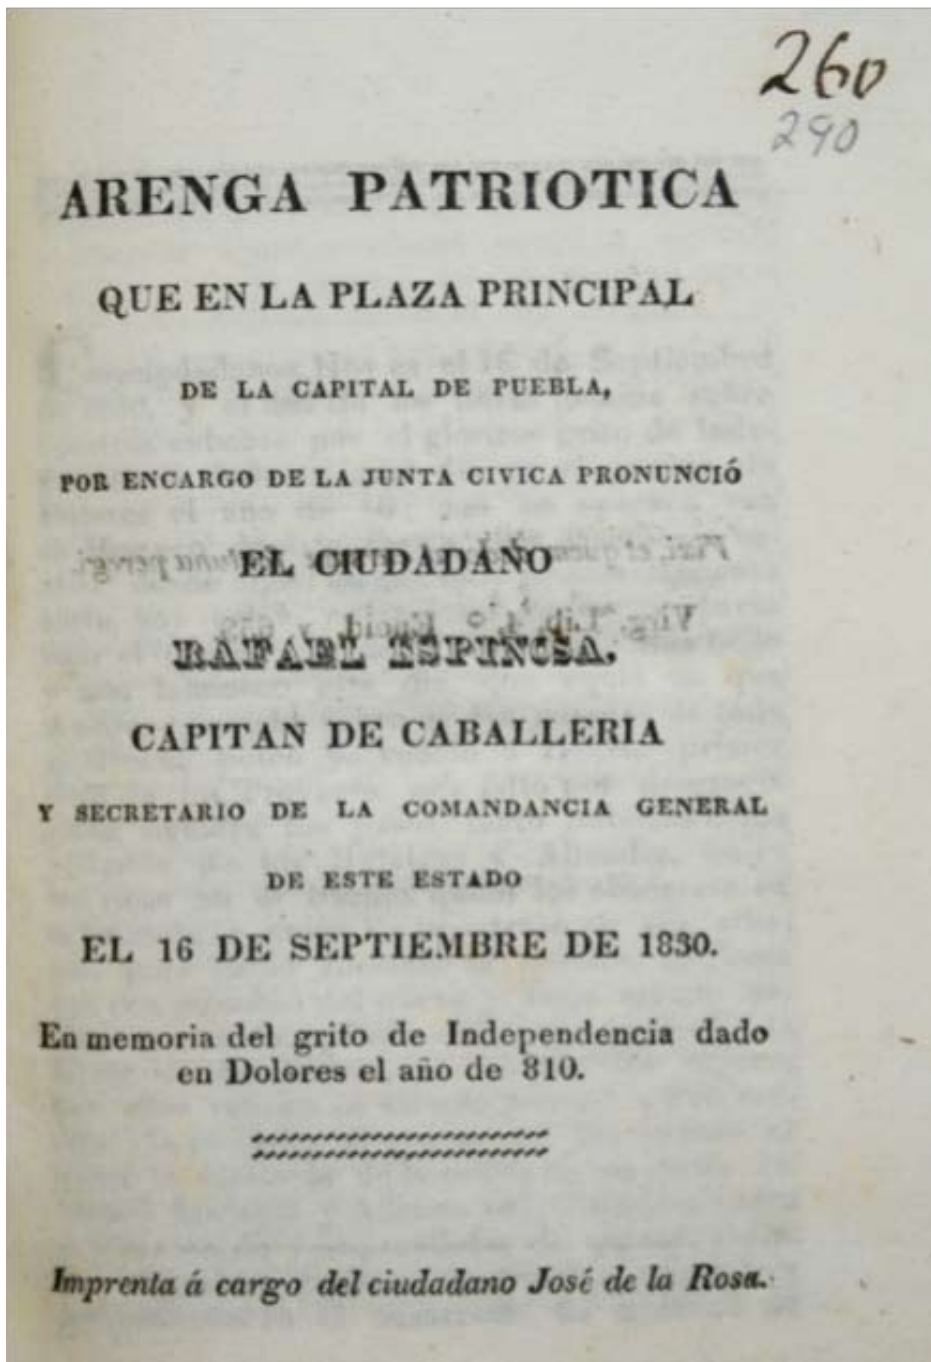 260
290
ARENGA PATRIOTICA
QUE EN LA PLAZA PRINCIPAL
DE LA CAPITAL DE PUEBLA,
POR ENCARGO DE LA JUNTA CIVICA PRONUNCIÓ
EL CIUDADANO
RAFAEL ESPINOSA,
CAPITAN DE CABALLERIA
Y SECRETARIO DE LA COMANDANCIA GENERAL
DE ESTE ESTADO
EL 16 DE SEPTIEMBRE DE 1830.
En memoria del grito de Independencia dado
en Dolores el año de 810.
Imprenta á cargo del ciudadano José de la Rosa.